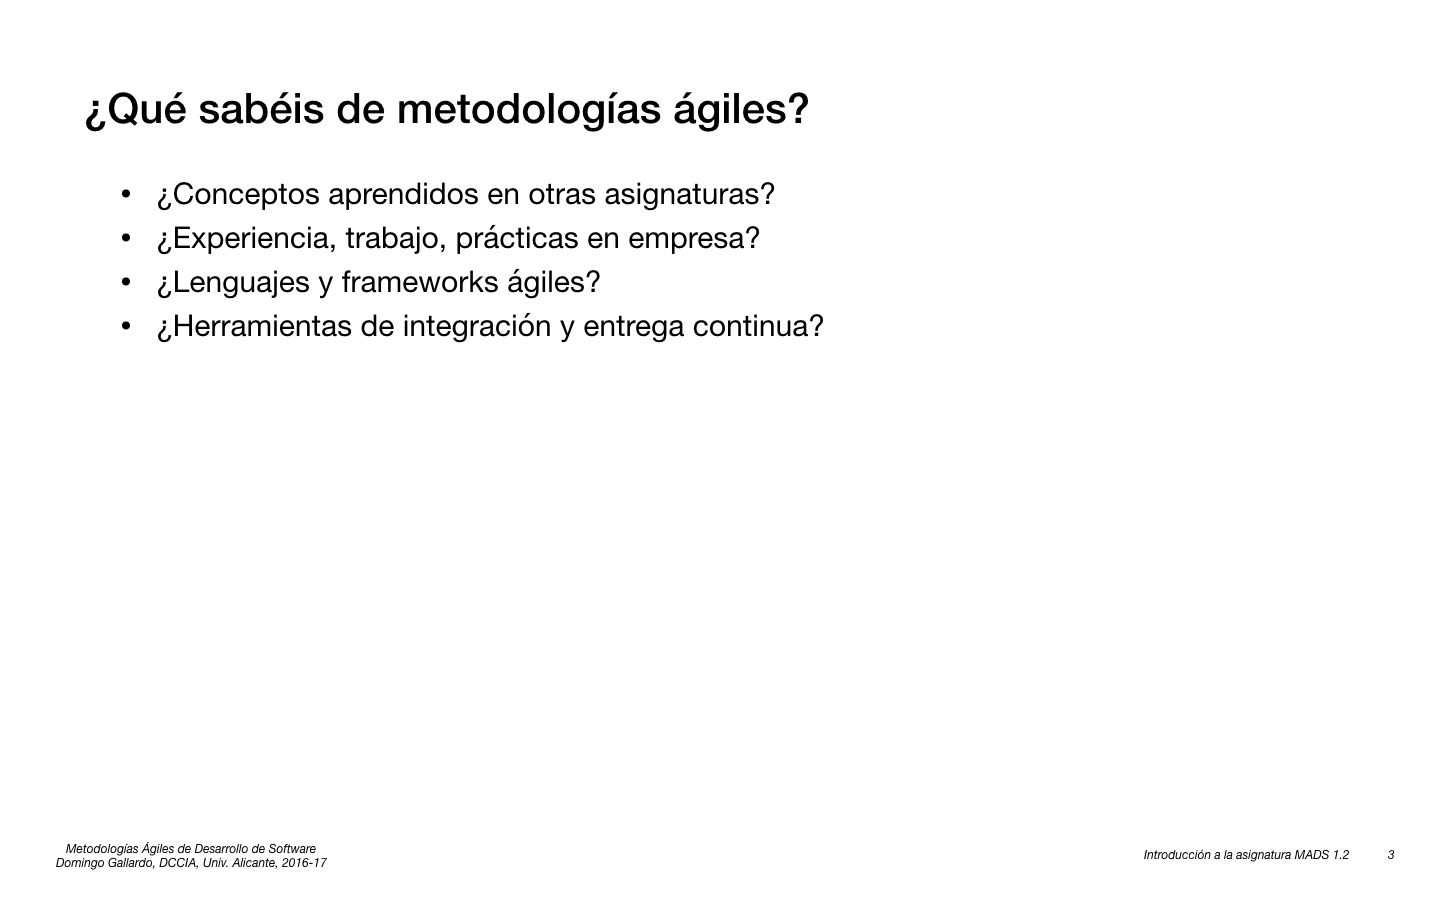 ¿Qué sabéis de metodologías ágiles?
• ¿Conceptos aprendidos en otras asignaturas?
• ¿Experiencia, trabajo, prácticas en empresa?
• ¿Lenguajes y frameworks ágiles?
• ¿Herramientas de integración y entrega continua?
Metodologías Ágiles de Desarrollo de Software
Domingo Gallardo, DCCIA, Univ. Alicante, 2016-17
Introducción a la asignatura MADS 1.2 3